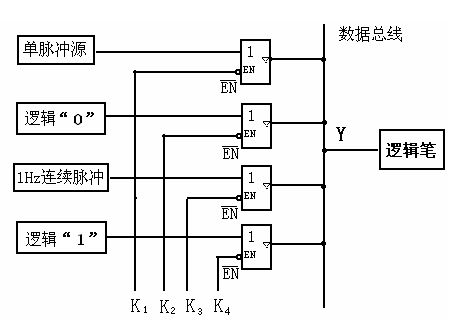 单脉冲源
1
EN
EN
数据总线
逻辑“0”
1
EN
EN
Y
逻辑笔
1Hz连续脉冲
1
EN
EN
逻辑“1”
1
EN
EN
K1 K2 K3 K4